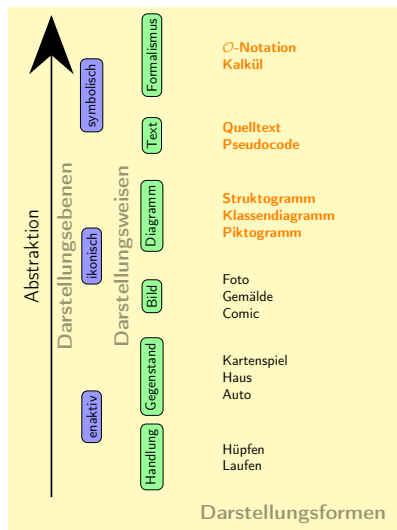 Abstraktion
Darstellungsebenen
symbolisch
ikonisch
enaktiv
Darstellungsweisen
Formalismus
Text
Diagramm
Bild
Gegenstand
Handlung
𝒪-Notation
Kalkül
Quelltext
Pseudocode
Struktogramm
Klassendiagramm
Piktogramm
Foto
Gemälde
Comic
Kartenspiel
Haus
Auto
Hüpfen
Laufen
Darstellungsformen